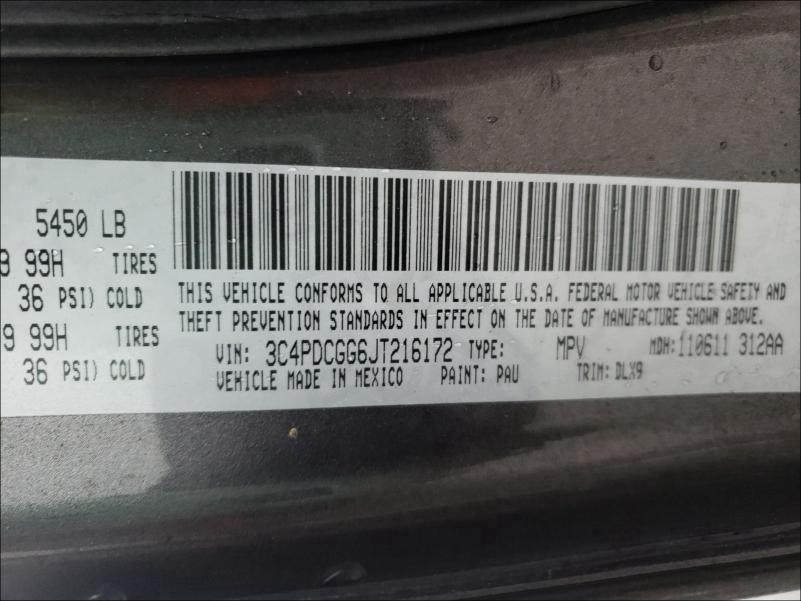 5450 LB
9 99H TIRES
36 PSI) COLD
9 99H TIRES
36 PSI) COLD
THIS VEHICLE CONFORMS TO ALL APPLICABLE U.S.A. FEDERAL MOTOR VEHICLE SAFETY AND
THEFT PREVENTION STANDARDS IN EFFECT ON THE DATE OF MANUFACTURE SHOWN ABOVE.
VIN: 3C4PDCGG6JT216172 TYPE: MPV MDH:110611 312AA
VEHICLE MADE IN MEXICO PAINT: PAU TRIM: DLX9